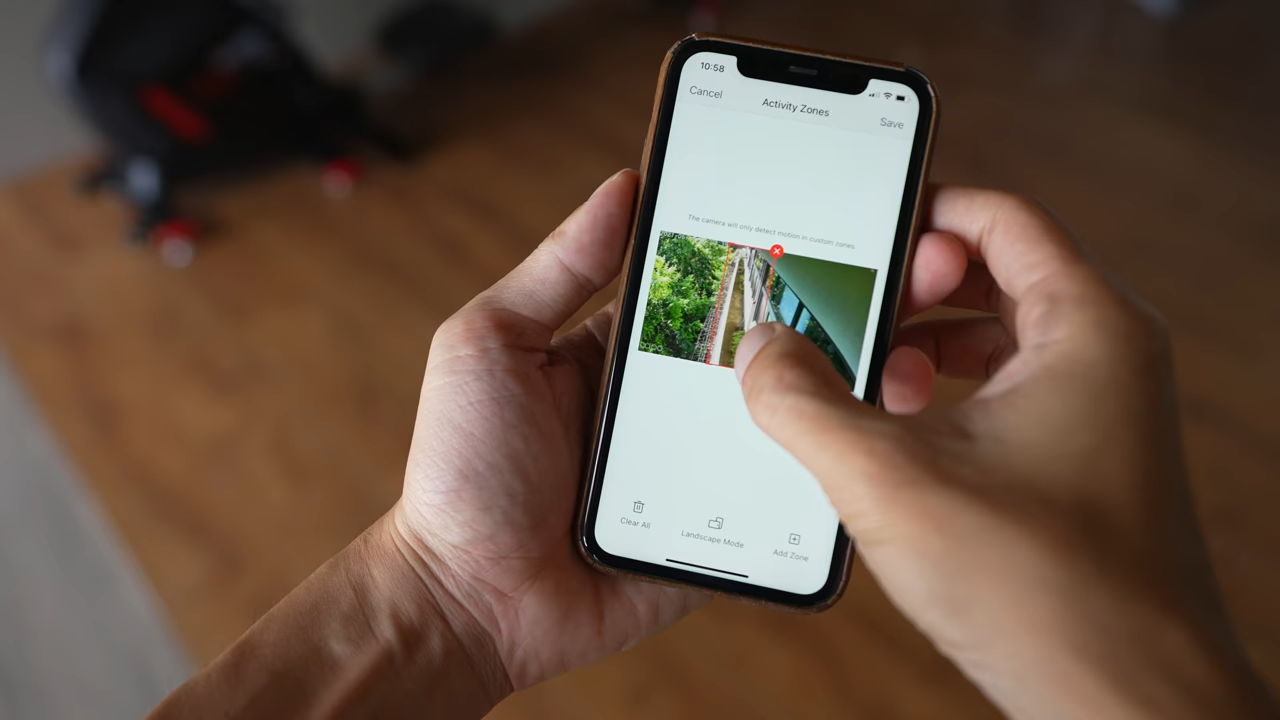 10:58
Cancel
Activity Zones
Save
The camera will only detect motion in custom zones
Clear All
Landscape Mode
Add Zone